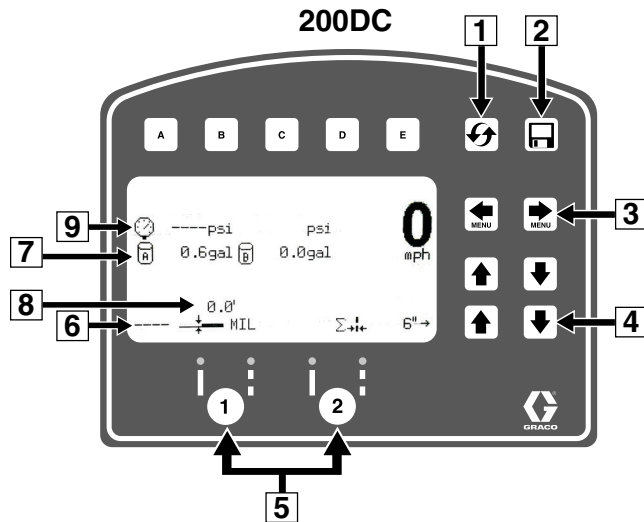 200DC
1
2
A B C D E
9
----psi psi
0
MENU
MENU
3
7
A
0.6gal
B
0.0gal
mph
8
0.0'
6
---- MIL
Σ
6"→
4
1
2
GRACO
5